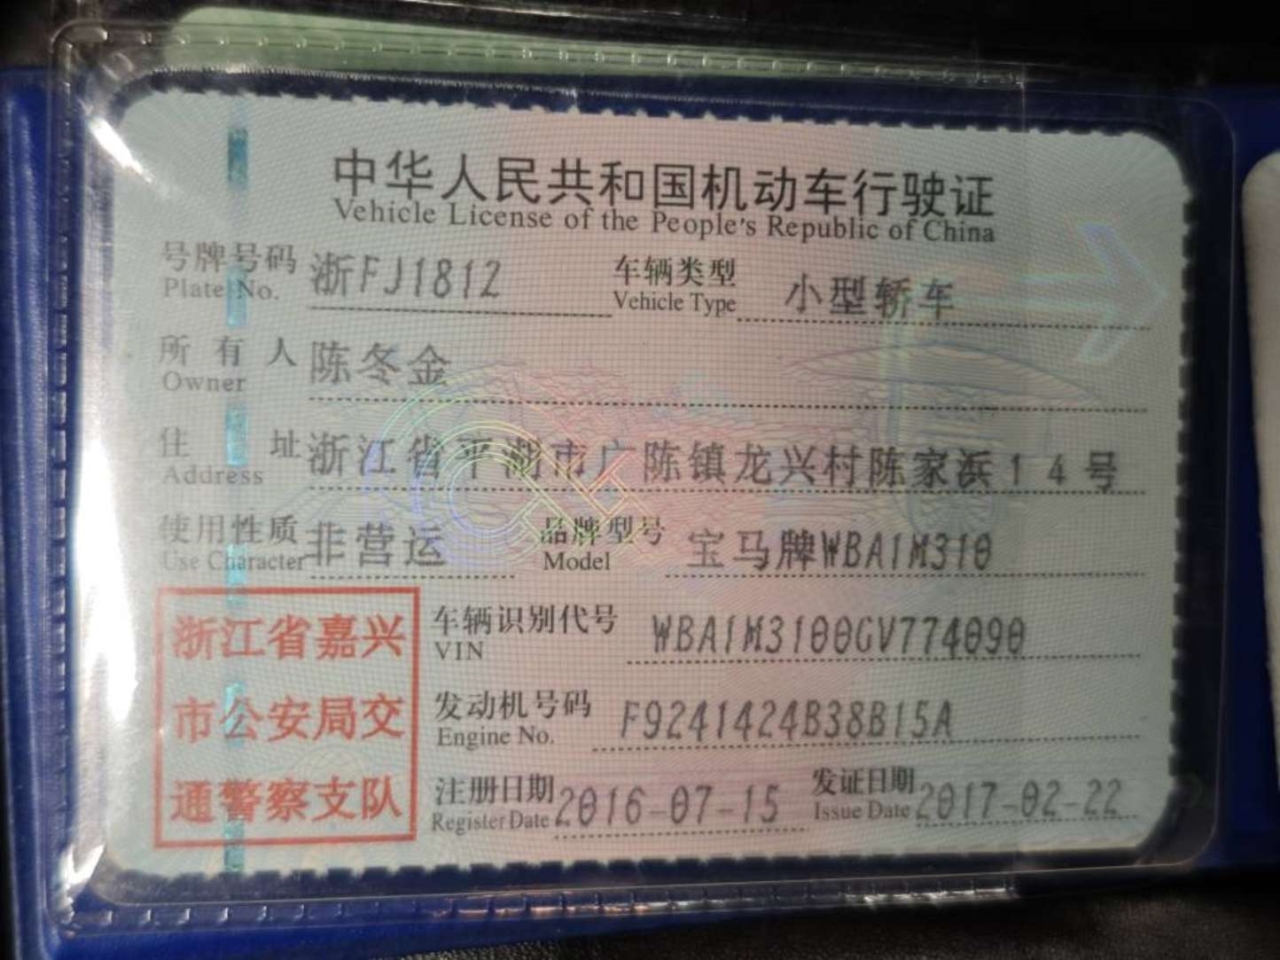 中华人民共和国机动车行驶证
Vehicle License of the People's Republic of China
号牌号码 浙FJ1812 车辆类型 小型轿车
Plate No. Vehicle Type
所有人 陈冬金
Owner
住址 浙江省平湖市广陈镇龙兴村陈家浜14号
Address
使用性质 非营运 品牌型号 宝马牌WBA1M310
Use Character Model
浙江省嘉兴
市公安局交
通警察支队
车辆识别代号 WBA1M3100GV774090
VIN
发动机号码 F9241424B38B15A
Engine No.
注册日期 2016-07-15 发证日期 2017-02-22
Register Date Issue Date